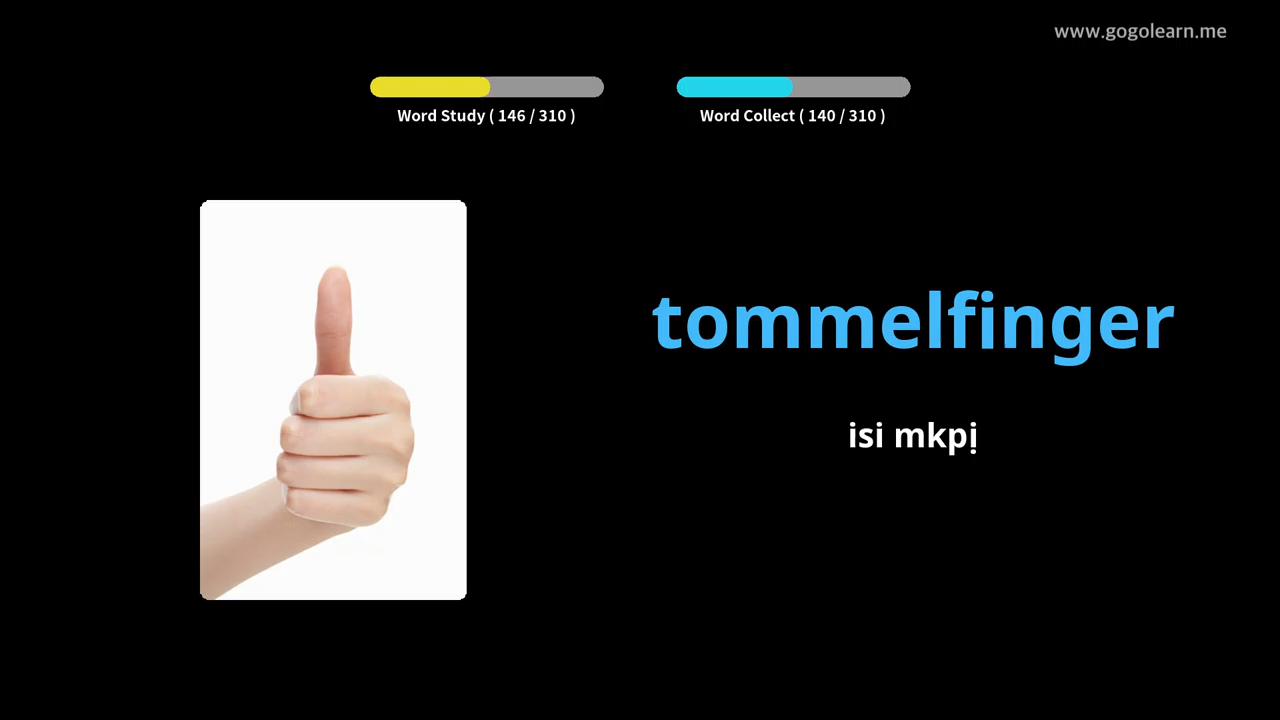 www.gogolearn.me
Word Study ( 146 / 310 )
Word Collect ( 140 / 310 )
tommelfinger
isi mkpị